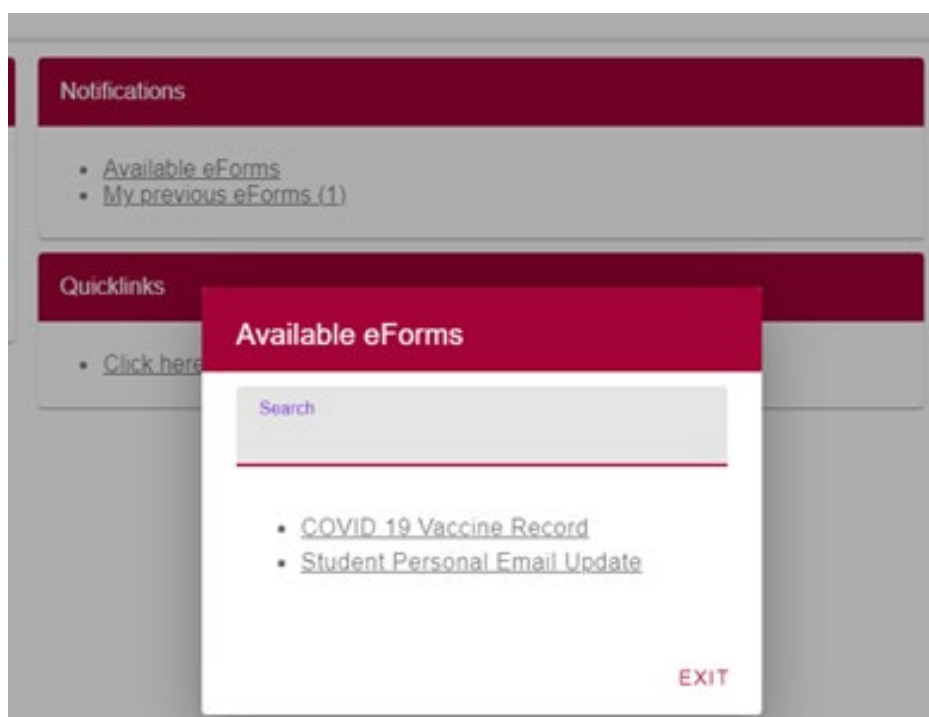 Notifications
Available eForms
My previous eForms (1)
Quicklinks
Click here
Available eForms
Search
COVID 19 Vaccine Record
Student Personal Email Update
EXIT